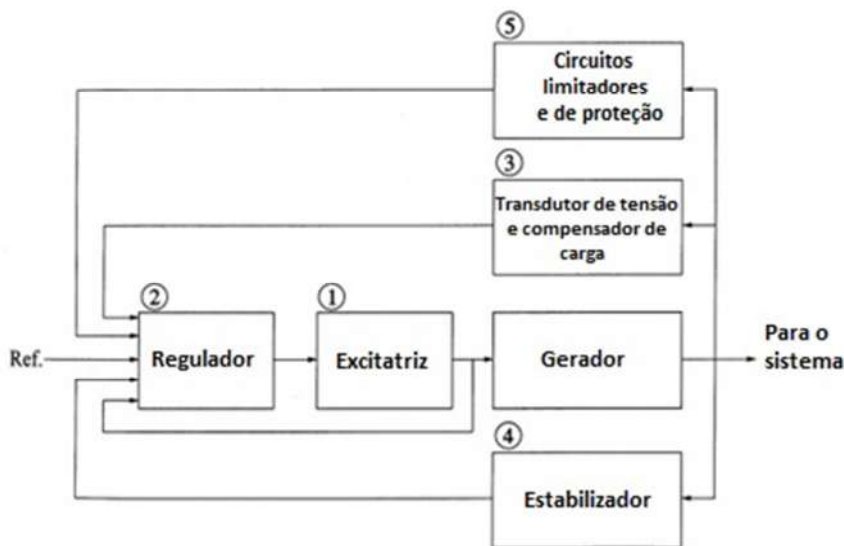 ⑤
Circuitos
limitadores
e de proteção
③
Transdutor de tensão
e compensador de
carga
②
①
Ref.
Regulador
Excitatriz
Gerador
Para o
sistema
④
Estabilizador